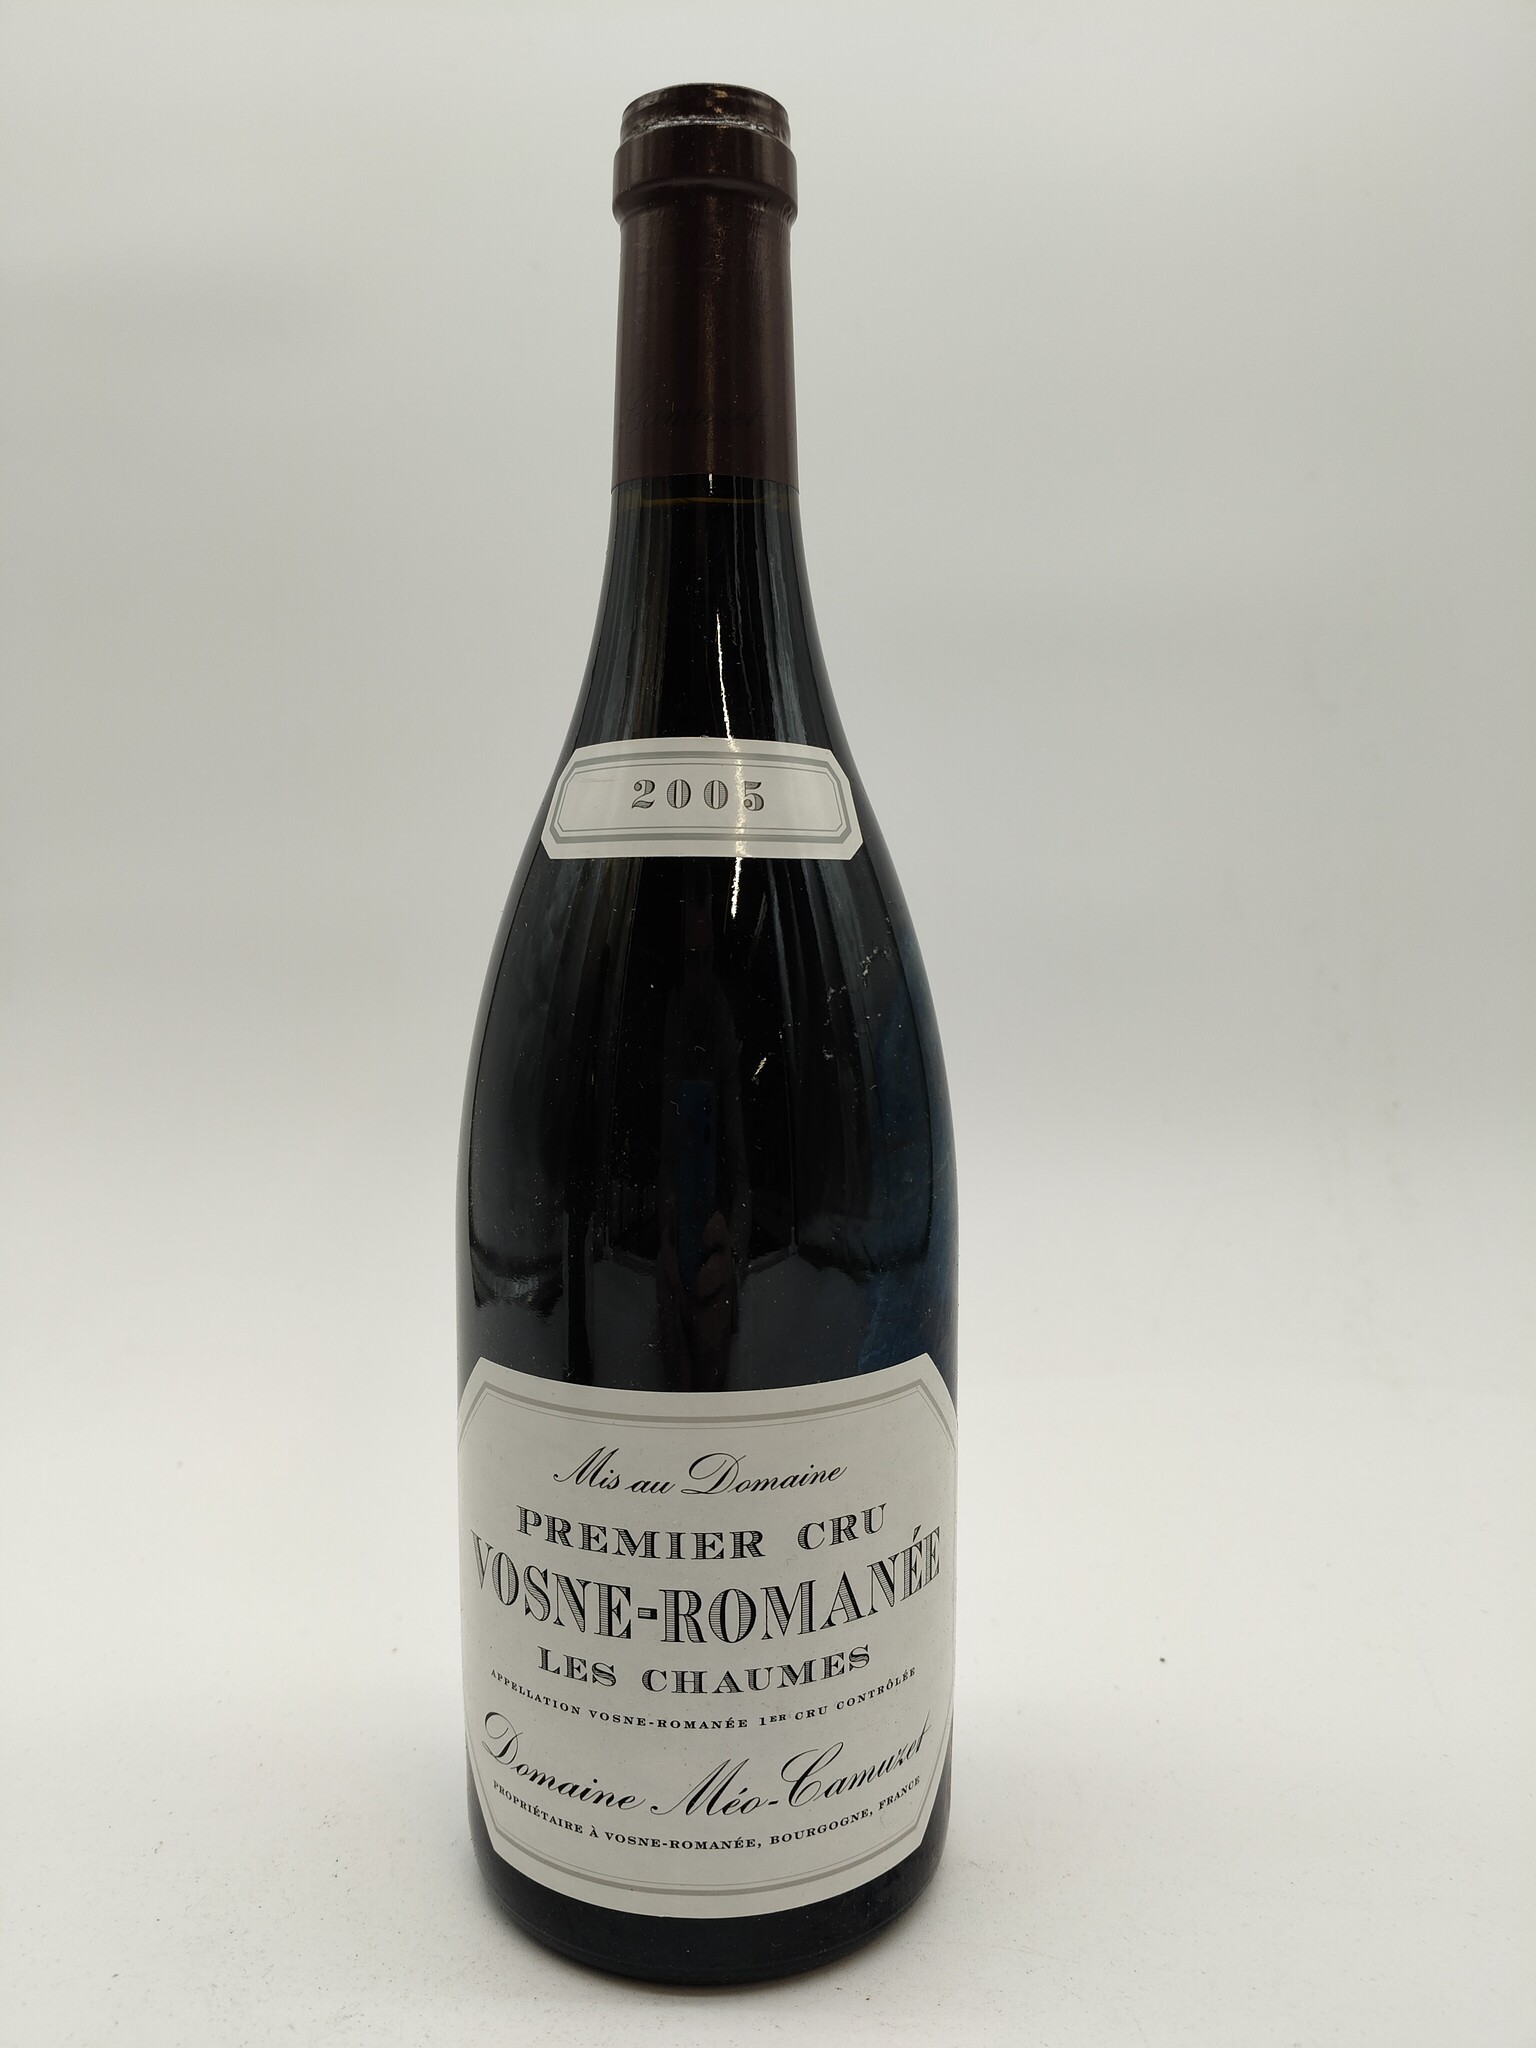 2005
Mis au Domaine
PREMIER CRU
VOSNE-ROMANÉE
LES CHAUMES
APPELLATION VOSNE-ROMANÉE 1ER CRU CONTRÔLÉE
Domaine Méo-Camuzet
PROPRIÉTAIRE À VOSNE-ROMANÉE, BOURGOGNE, FRANCE